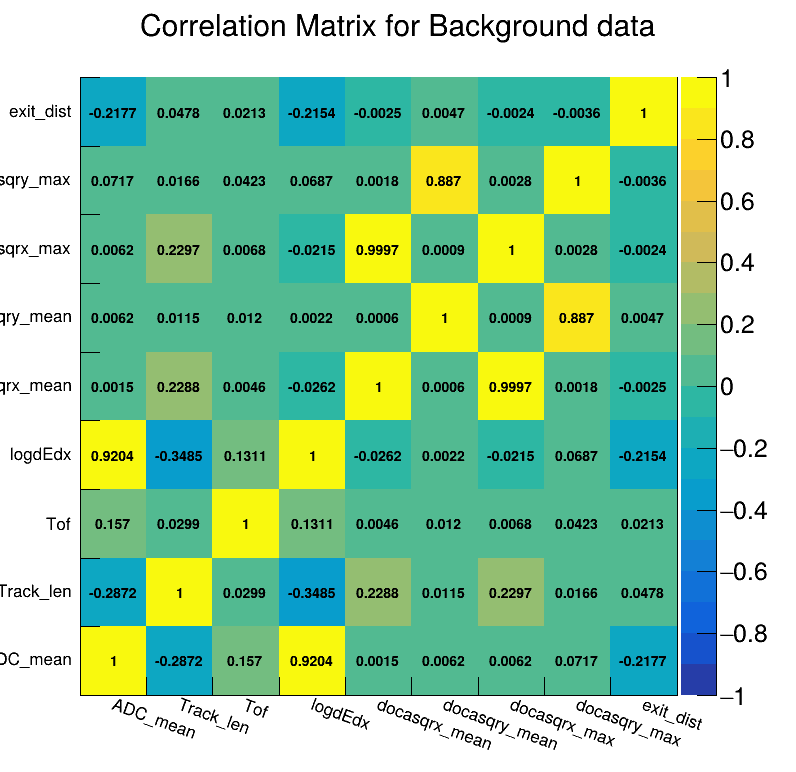 Correlation Matrix for Background data
exit_dist -0.2177 0.0478 0.0213 -0.2154 -0.0025 0.0047 -0.0024 -0.0036 1
sqry_max 0.0717 0.0166 0.0423 0.0687 0.0018 0.887 0.0028 1 -0.0036
sqrx_max 0.0062 0.2297 0.0068 -0.0215 0.9997 0.0009 1 0.0028 -0.0024
qry_mean 0.0062 0.0115 0.012 0.0022 0.0006 1 0.0009 0.887 0.0047
qrx_mean 0.0015 0.2288 0.0046 -0.0262 1 0.0006 0.9997 0.0018 -0.0025
logdEdx 0.9204 -0.3485 0.1311 1 -0.0262 0.0022 -0.0215 0.0687 -0.2154
Tof 0.157 0.0299 1 0.1311 0.0046 0.012 0.0068 0.0423 0.0213
Track_len -0.2872 1 0.0299 -0.3485 0.2288 0.0115 0.2297 0.0166 0.0478
DC_mean 1 -0.2872 0.157 0.9204 0.0015 0.0062 0.0062 0.0717 -0.2177
ADC_mean Track_len Tof logdEdx docasqrx_mean docasqry_mean docasqrx_max docasqry_max exit_dist
1
0.8
0.6
0.4
0.2
0
−0.2
−0.4
−0.6
−0.8
−1